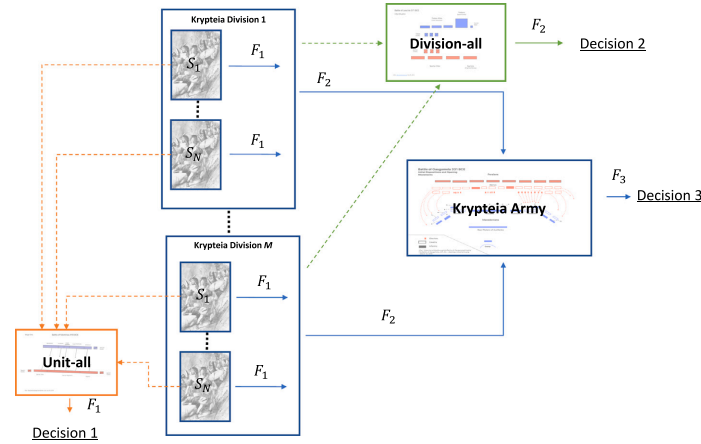 Krypteia Division 1
S1
F1
F2
SN
F1
Division-all
F2
Decision 2
Krypteia Army
F3
Decision 3
Krypteia Division M
S1
F1
F2
SN
F1
Unit-all
F1
Decision 1